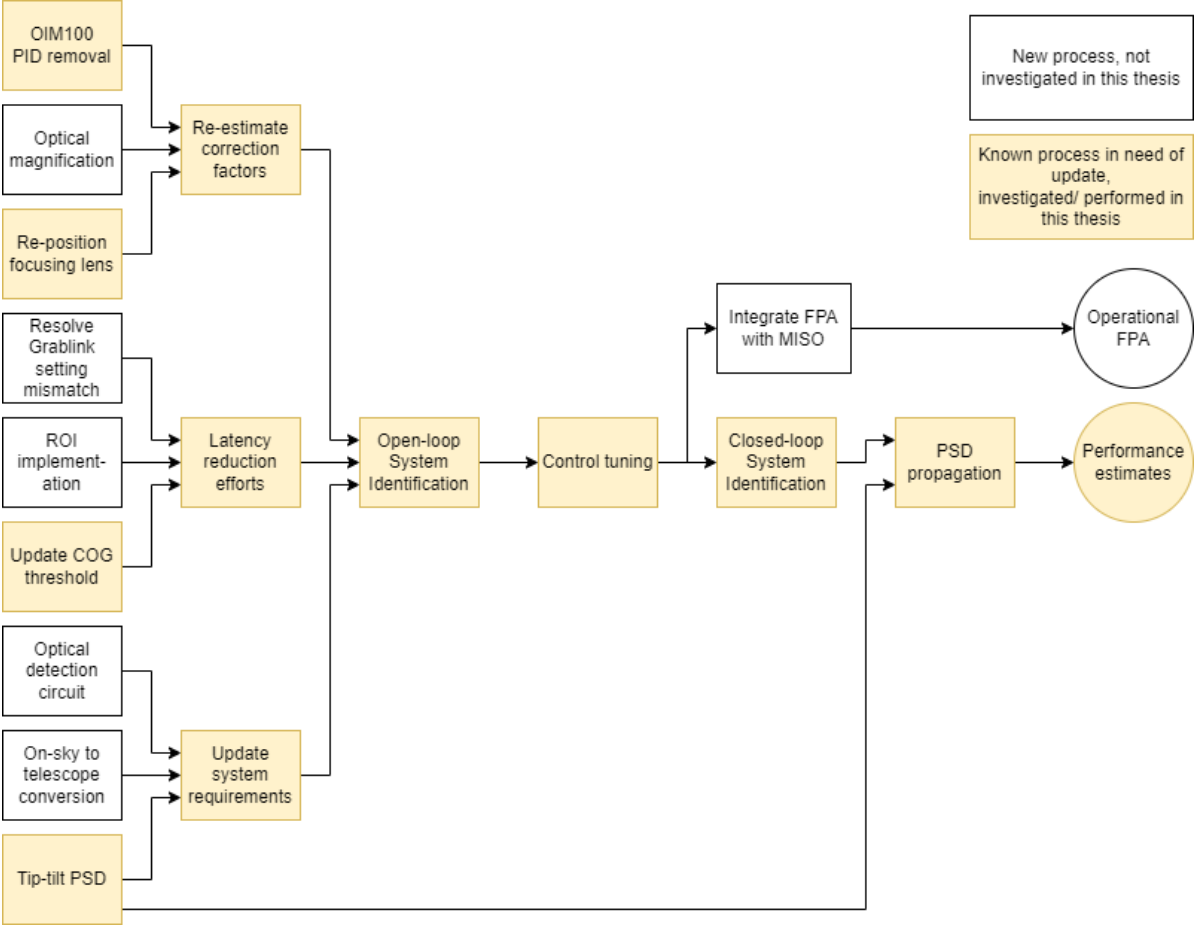 OIM100
PID removal
Optical
magnification
Re-position
focusing lens
Re-estimate
correction
factors
Resolve
Grablink
setting
mismatch
ROI
implement-
ation
Update COG
threshold
Latency
reduction
efforts
Optical
detection
circuit
On-sky to
telescope
conversion
Tip-tilt PSD
Update
system
requirements
Open-loop
System
Identification
Control tuning
Integrate FPA
with MISO
Closed-loop
System
Identification
PSD
propagation
Operational
FPA
Performance
estimates
New process, not
investigated in this thesis
Known process in need of
update,
investigated/ performed in
this thesis